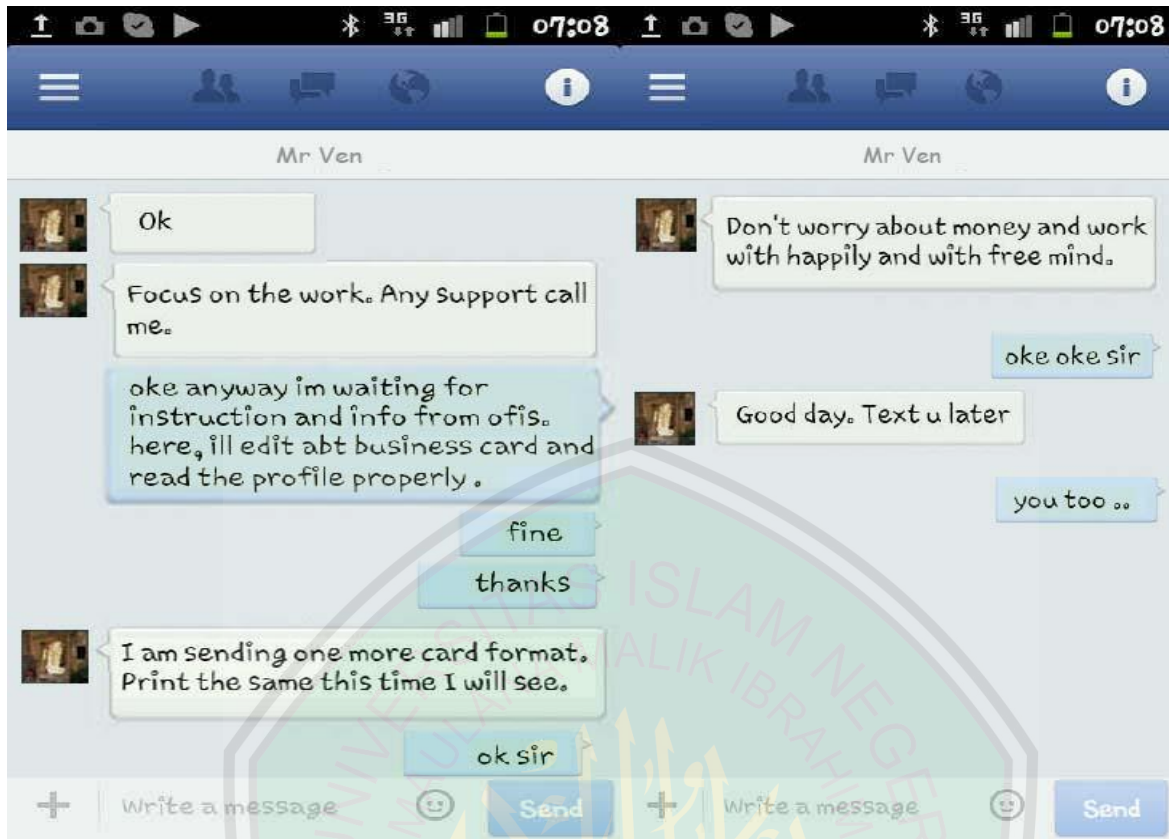 07:08
Mr Ven
Ok
Focus on the work. Any Support call
me.
oke anyway im waiting for
instruction and info from ofis.
here, ill edit abt business card and
read the profile properly .
fine
thanks
I am sending one more card format.
Print the same this time I will see.
ok sir
Write a message
Send
3G
07:08
Mr Ven
Don't worry about money and work
with happily and with free mind.
oke oke sir
Good day. Text u later
you too ..
Write a message
Send
3G